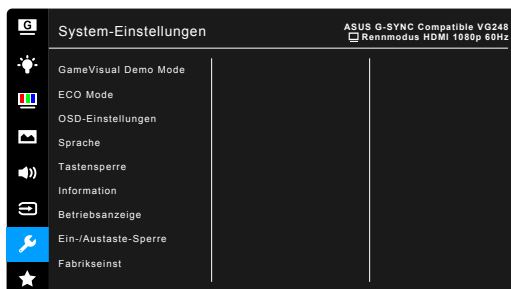 G
System-Einstellungen
ASUS G-SYNC Compatible VG248
Rennmodus HDMI 1080p 60Hz
GameVisual Demo Mode
ECO Mode
OSD-Einstellungen
Sprache
Tastensperre
Information
Betriebsanzeige
Ein-/Austaste-Sperre
Fabrikseinst